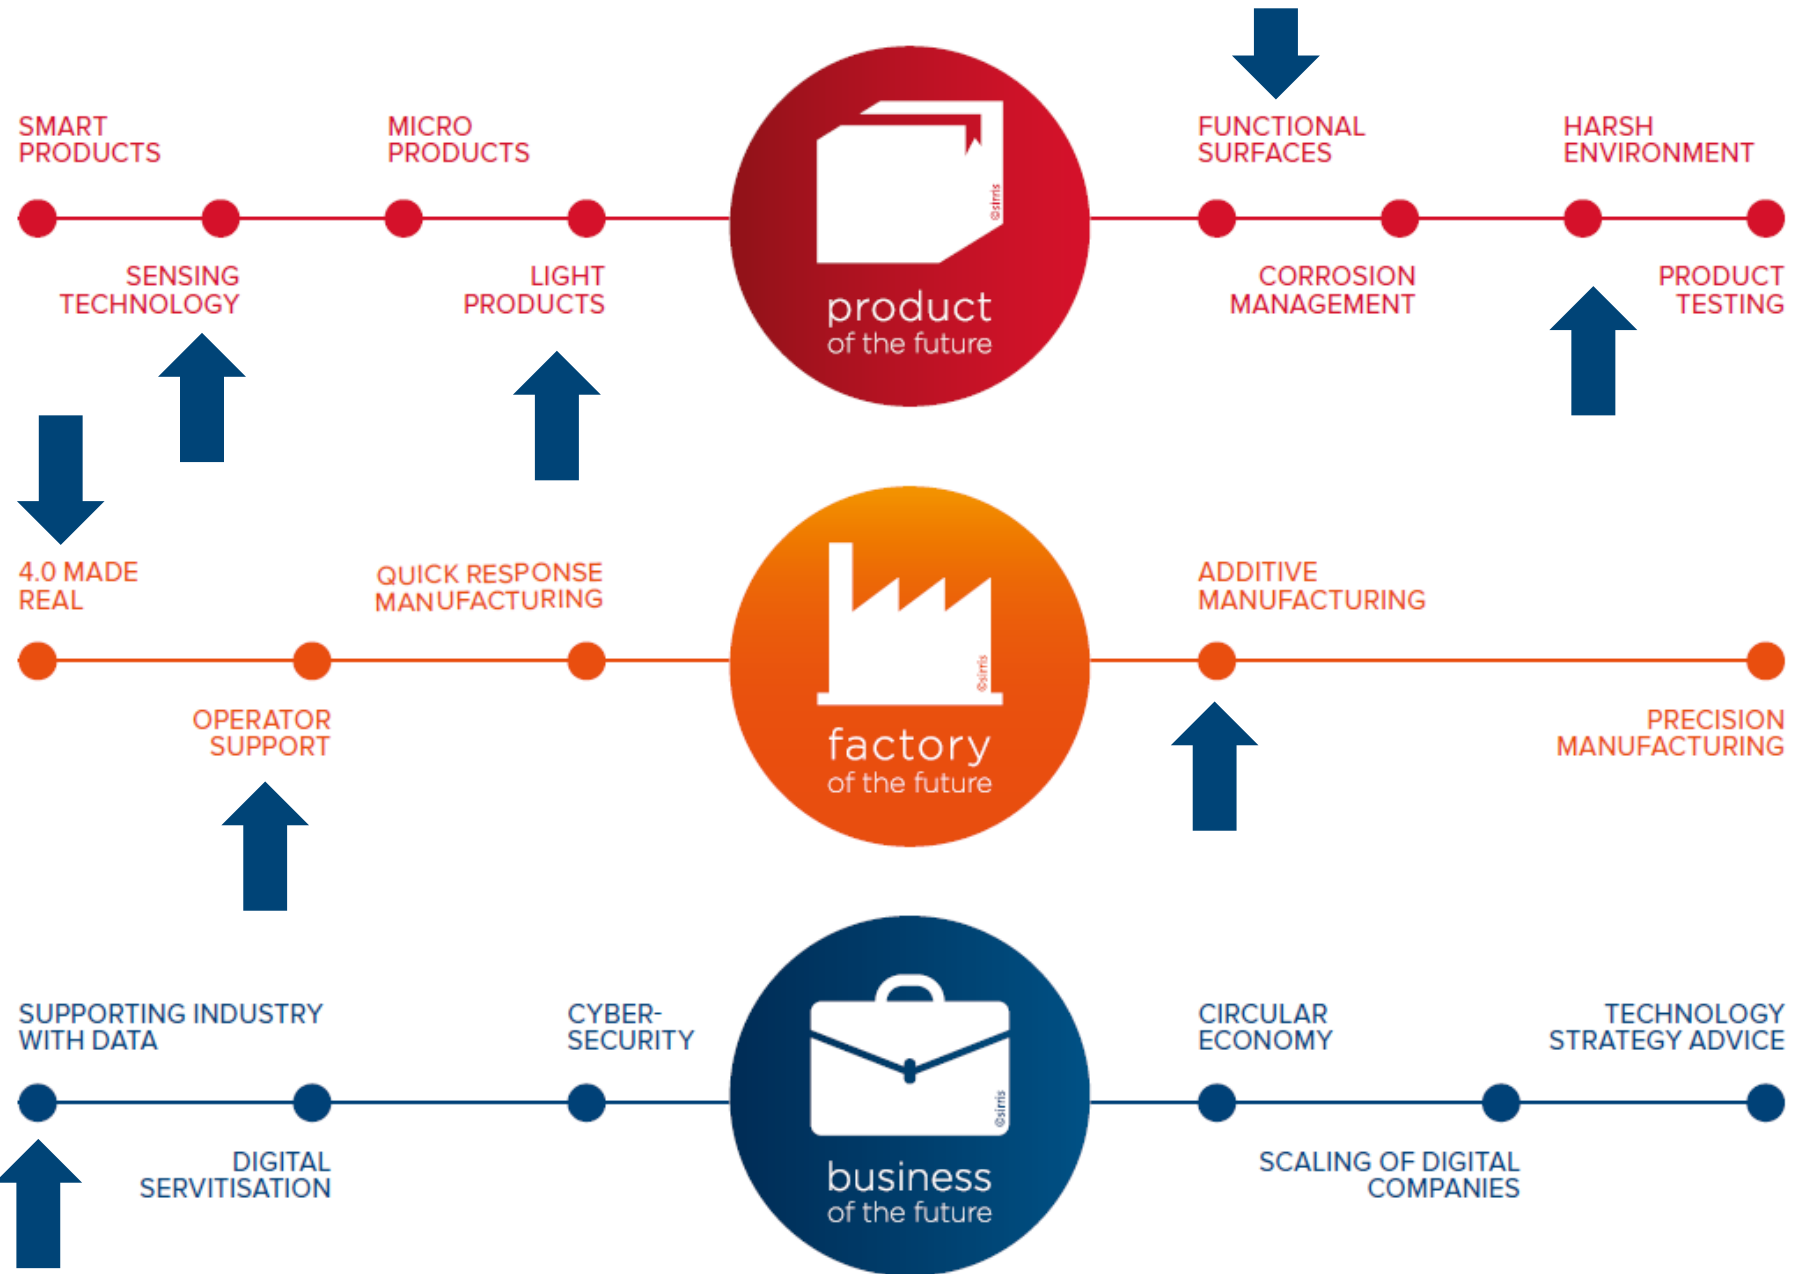 SMART
PRODUCTS
MICRO
PRODUCTS
FUNCTIONAL
SURFACES
HARSH
ENVIRONMENT
SENSING
TECHNOLOGY
LIGHT
PRODUCTS
©sirris
product
of the future
CORROSION
MANAGEMENT
PRODUCT
TESTING
4.0 MADE
REAL
QUICK RESPONSE
MANUFACTURING
ADDITIVE
MANUFACTURING
OPERATOR
SUPPORT
©sirris
factory
of the future
PRECISION
MANUFACTURING
SUPPORTING INDUSTRY
WITH DATA
CYBER-
SECURITY
CIRCULAR
ECONOMY
TECHNOLOGY
STRATEGY ADVICE
DIGITAL
SERVITISATION
©sirris
business
of the future
SCALING OF DIGITAL
COMPANIES